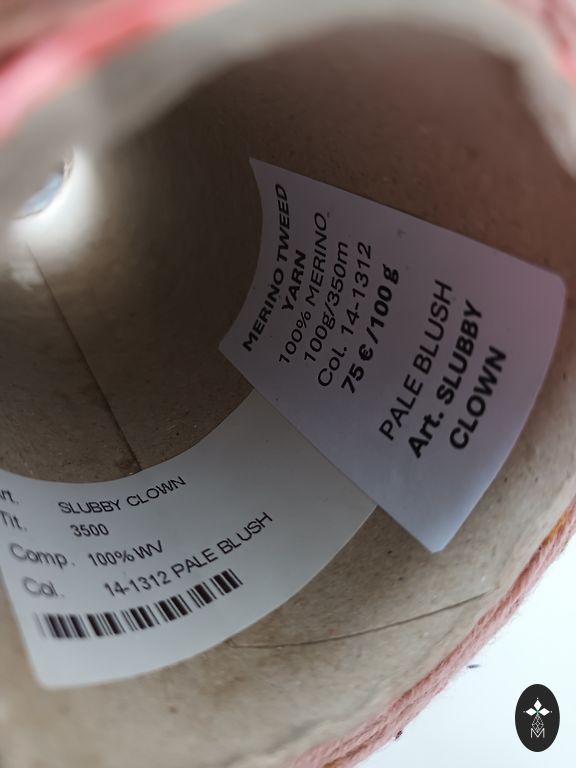 MERINO TWEED
YARN
100% MERINO
100g/350m
Col. 14-1312
75 € /100 g
PALE BLUSH
Art. SLUBBY
CLOWN
Art. SLUBBY CLOWN
Tit. 3500
Comp. 100% WV
Col. 14-1312 PALE BLUSH
M